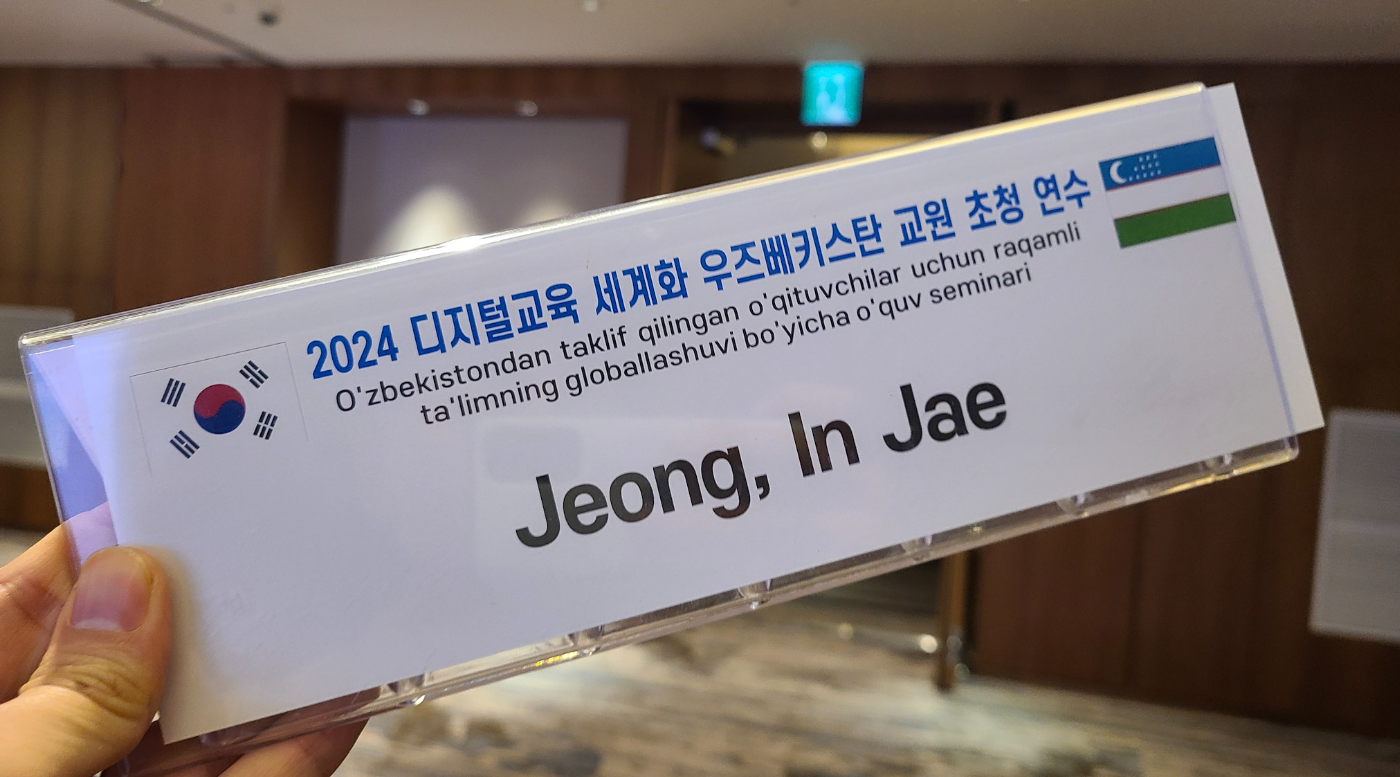 2024 디지털교육 세계화 우즈베키스탄 교원 초청 연수
O'zbekistondan taklif qilingan o'qituvchilar uchun raqamli
ta'limning globallashuvi bo'yicha o'quv seminari
Jeong, In Jae